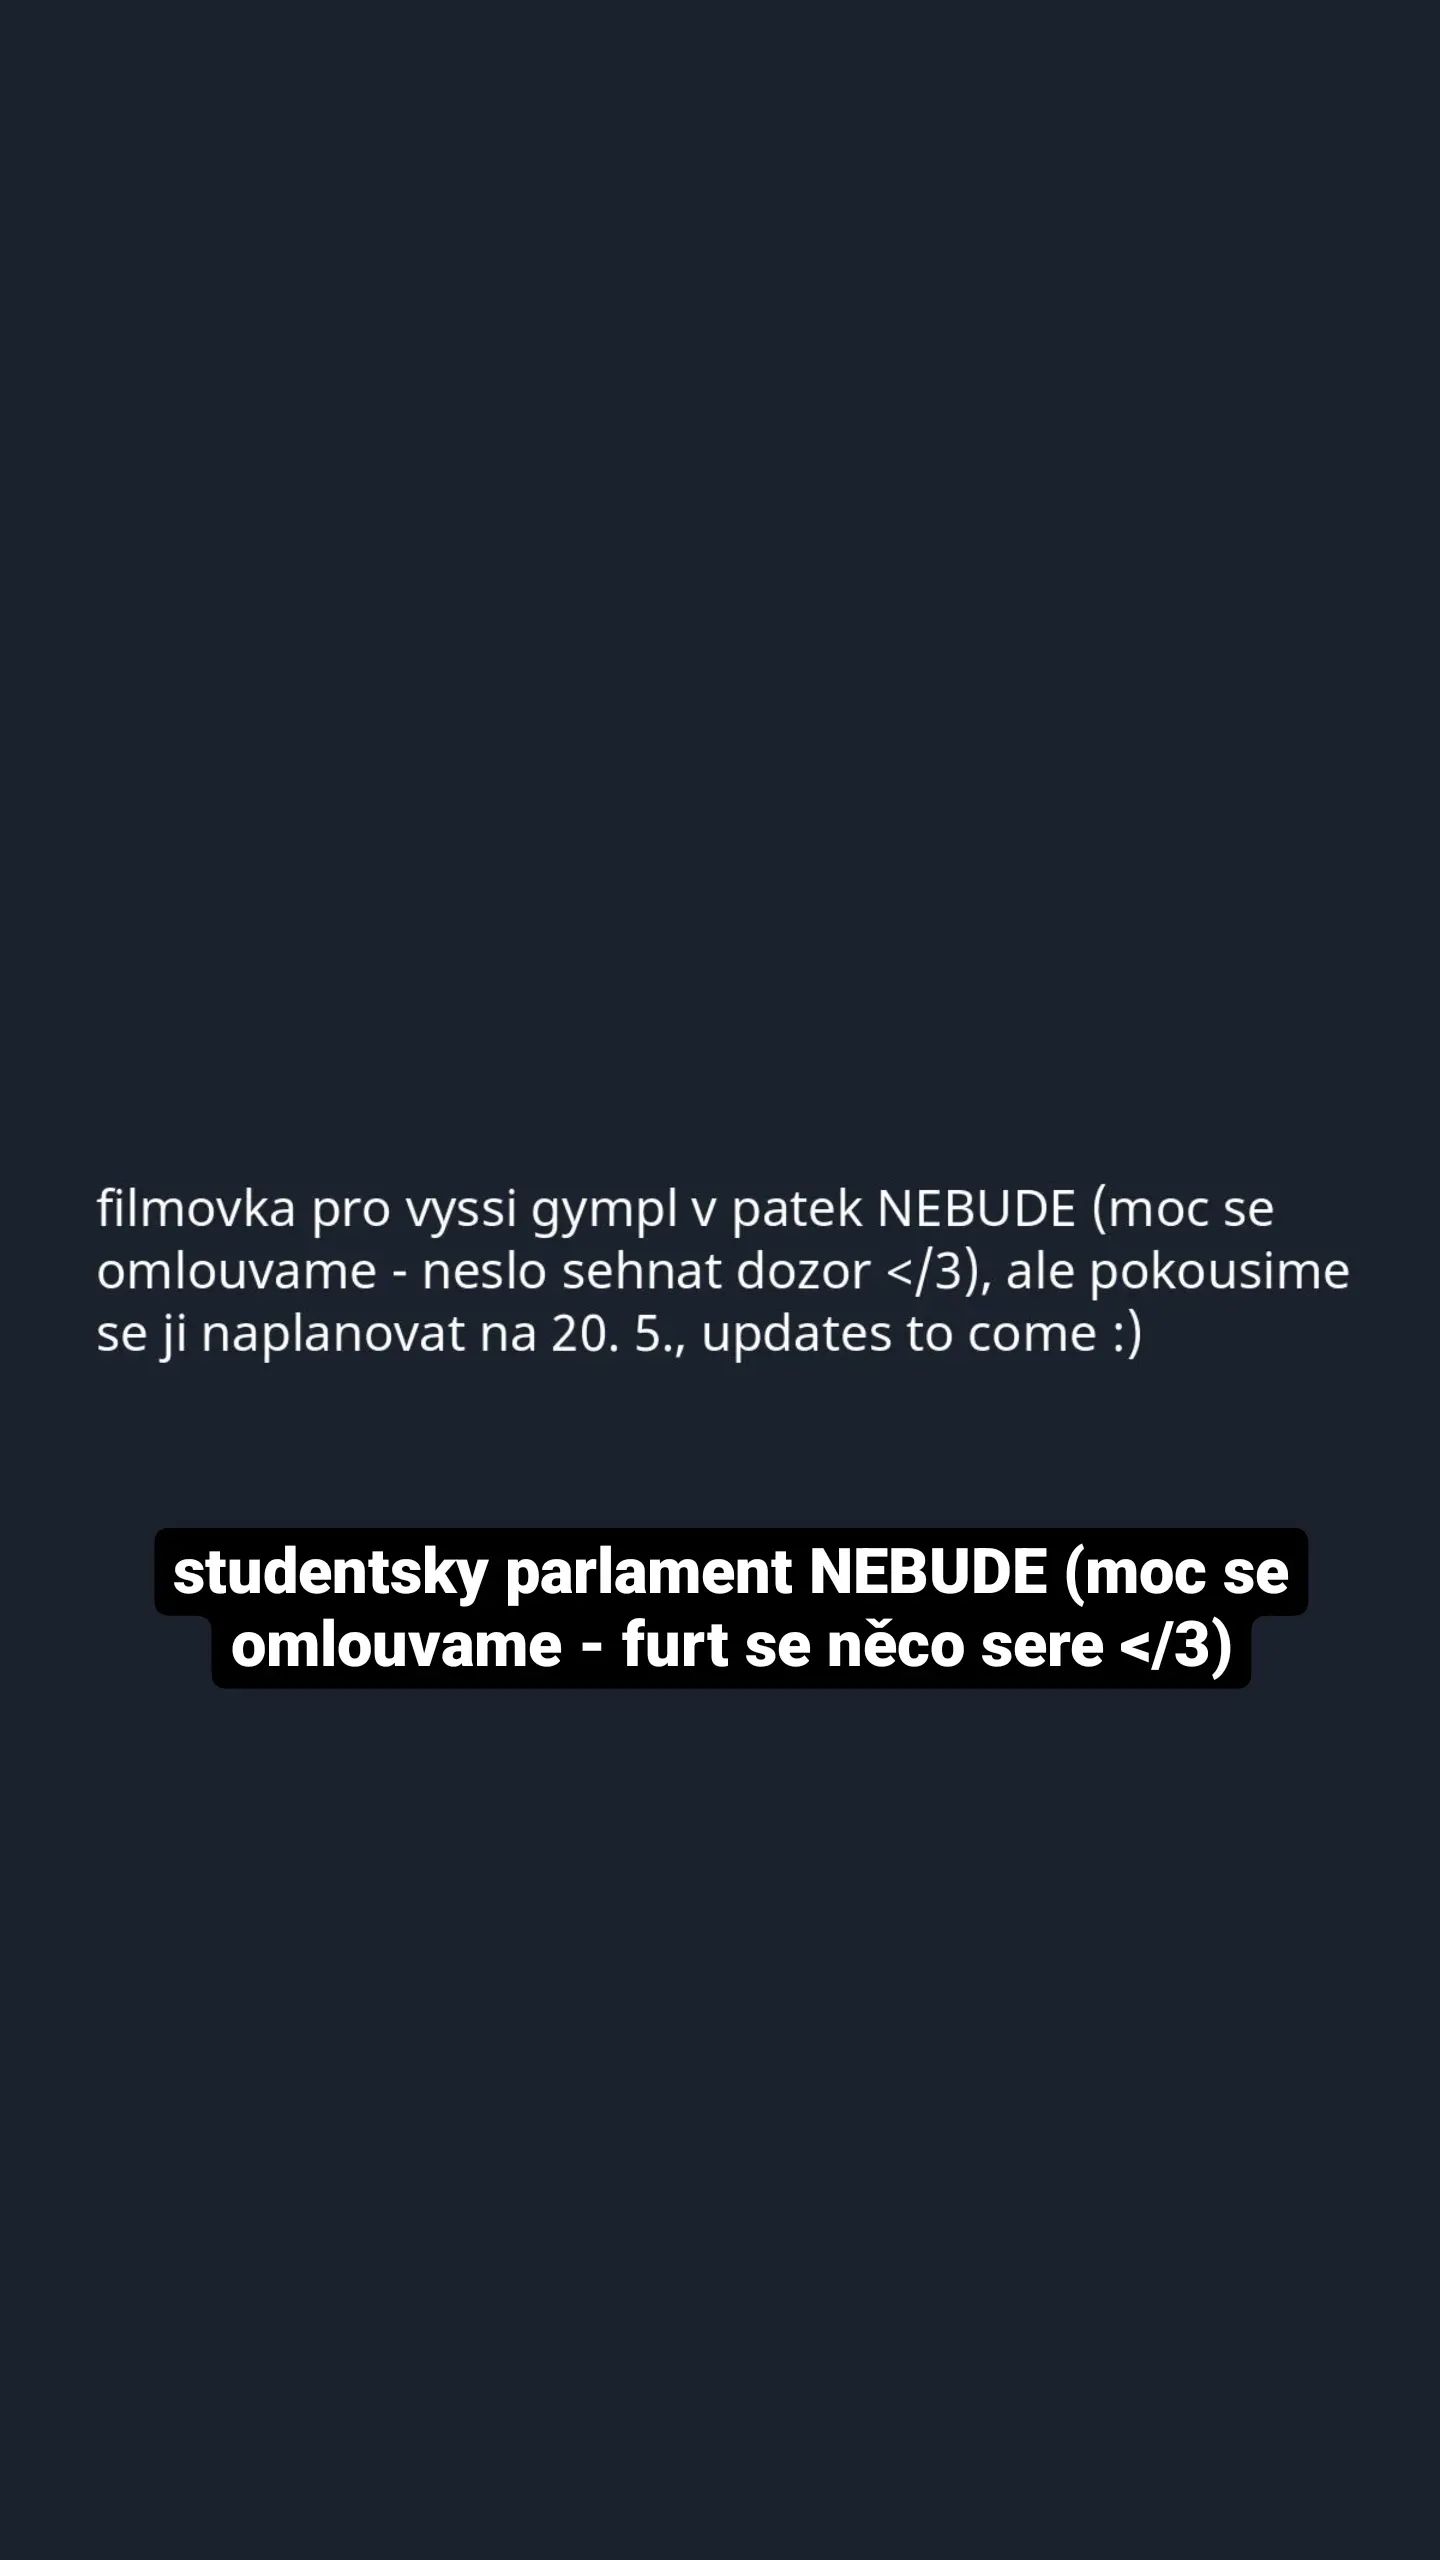 filmovka pro vyssi gympl v patek NEBUDE (moc se
omlouvame - neslo sehnat dozor </3), ale pokousime
se ji naplanovat na 20. 5., updates to come :)
studentsky parlament NEBUDE (moc se
omlouvame - furt se něco sere </3)